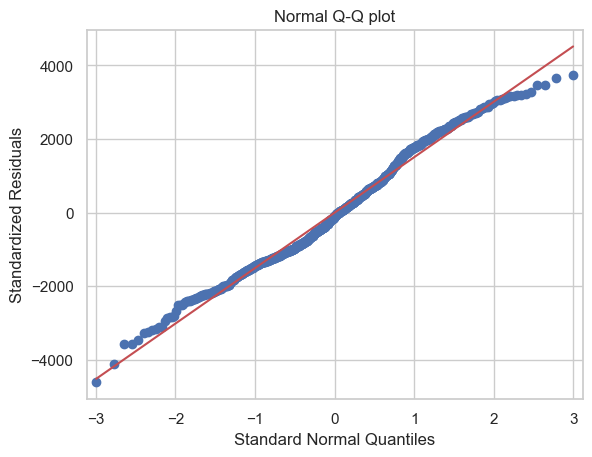 Normal Q-Q plot
Standardized Residuals
4000
2000
0
−2000
−4000
−3 −2 −1 0 1 2 3
Standard Normal Quantiles